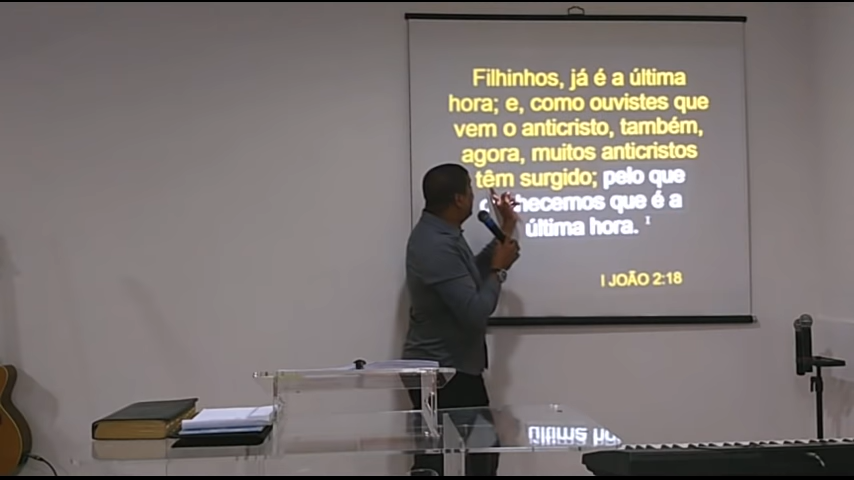 Filhinhos, já é a última
hora; e, como ouvistes que
vem o anticristo, também,
agora, muitos anticristos
têm surgido; pelo que
que é a
última hora.
I JOÃO 2:18
última